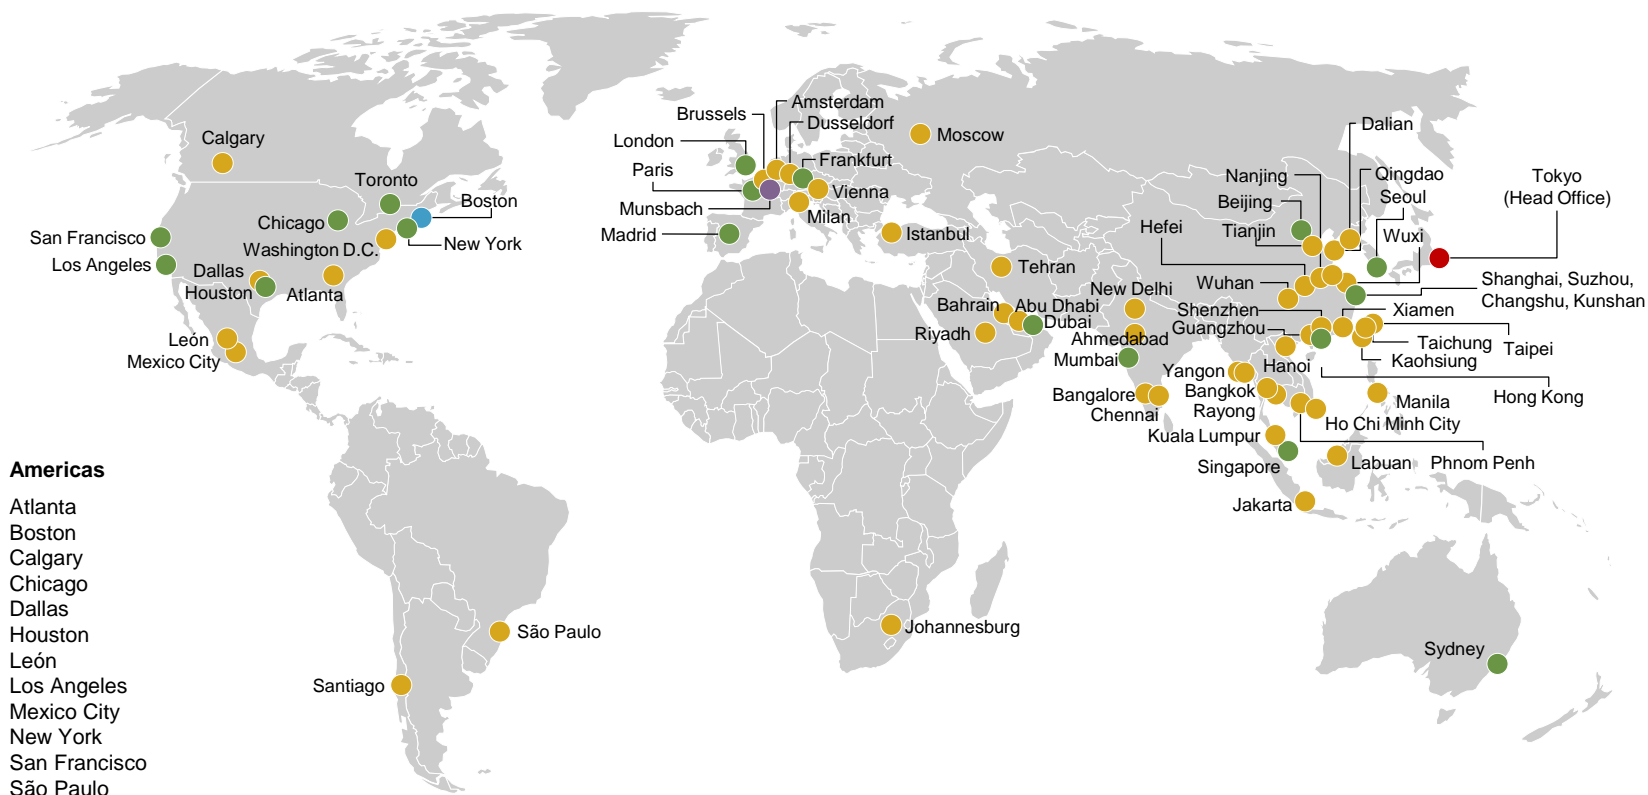 Calgary
Toronto
Boston
Chicago
San Francisco
Washington D.C.
New York
Los Angeles
Dallas
Houston
Atlanta
León
Mexico City
São Paulo
Santiago
Amsterdam
Brussels
Dusseldorf
London
Frankfurt
Paris
Vienna
Munsbach
Milan
Madrid
Moscow
Istanbul
Tehran
Bahrain
Abu Dhabi
Dubai
Riyadh
Johannesburg
New Delhi
Ahmedabad
Mumbai
Bangalore
Chennai
Dalian
Nanjing
Qingdao
Beijing
Seoul
Tianjin
Hefei
Wuxi
Tokyo
(Head Office)
Wuhan
Shanghai, Suzhou,
Changshu, Kunshan
Shenzhen
Xiamen
Guangzhou
Taichung
Taipei
Kaohsiung
Hanoi
Yangon
Bangkok
Rayong
Hong Kong
Manila
Ho Chi Minh City
Kuala Lumpur
Singapore
Labuan
Phnom Penh
Jakarta
Sydney
Americas
Atlanta
Boston
Calgary
Chicago
Dallas
Houston
León
Los Angeles
Mexico City
New York
San Francisco
São Paulo